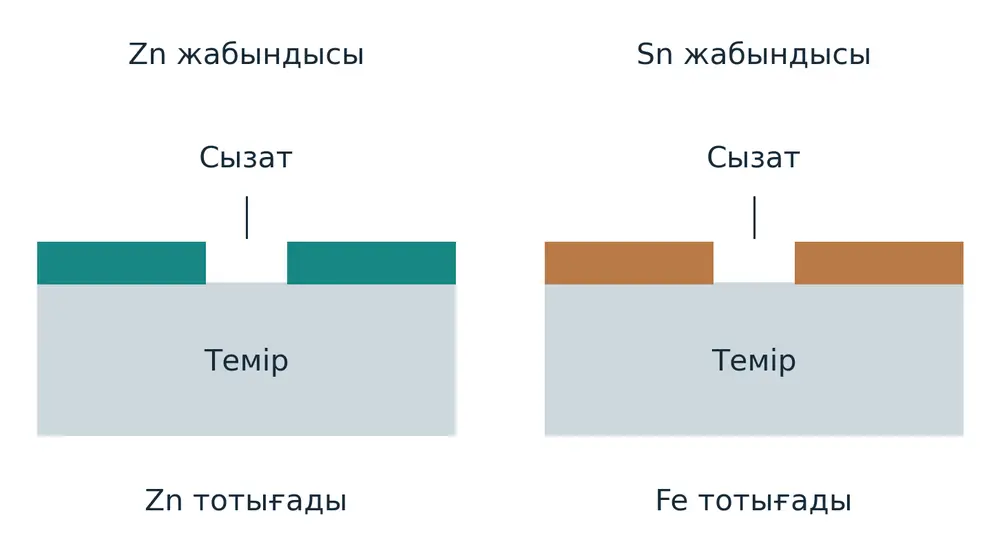 Zn жабындысы
Сызат
Темір
Zn тотығады
Sn жабындысы
Сызат
Темір
Fe тотығады